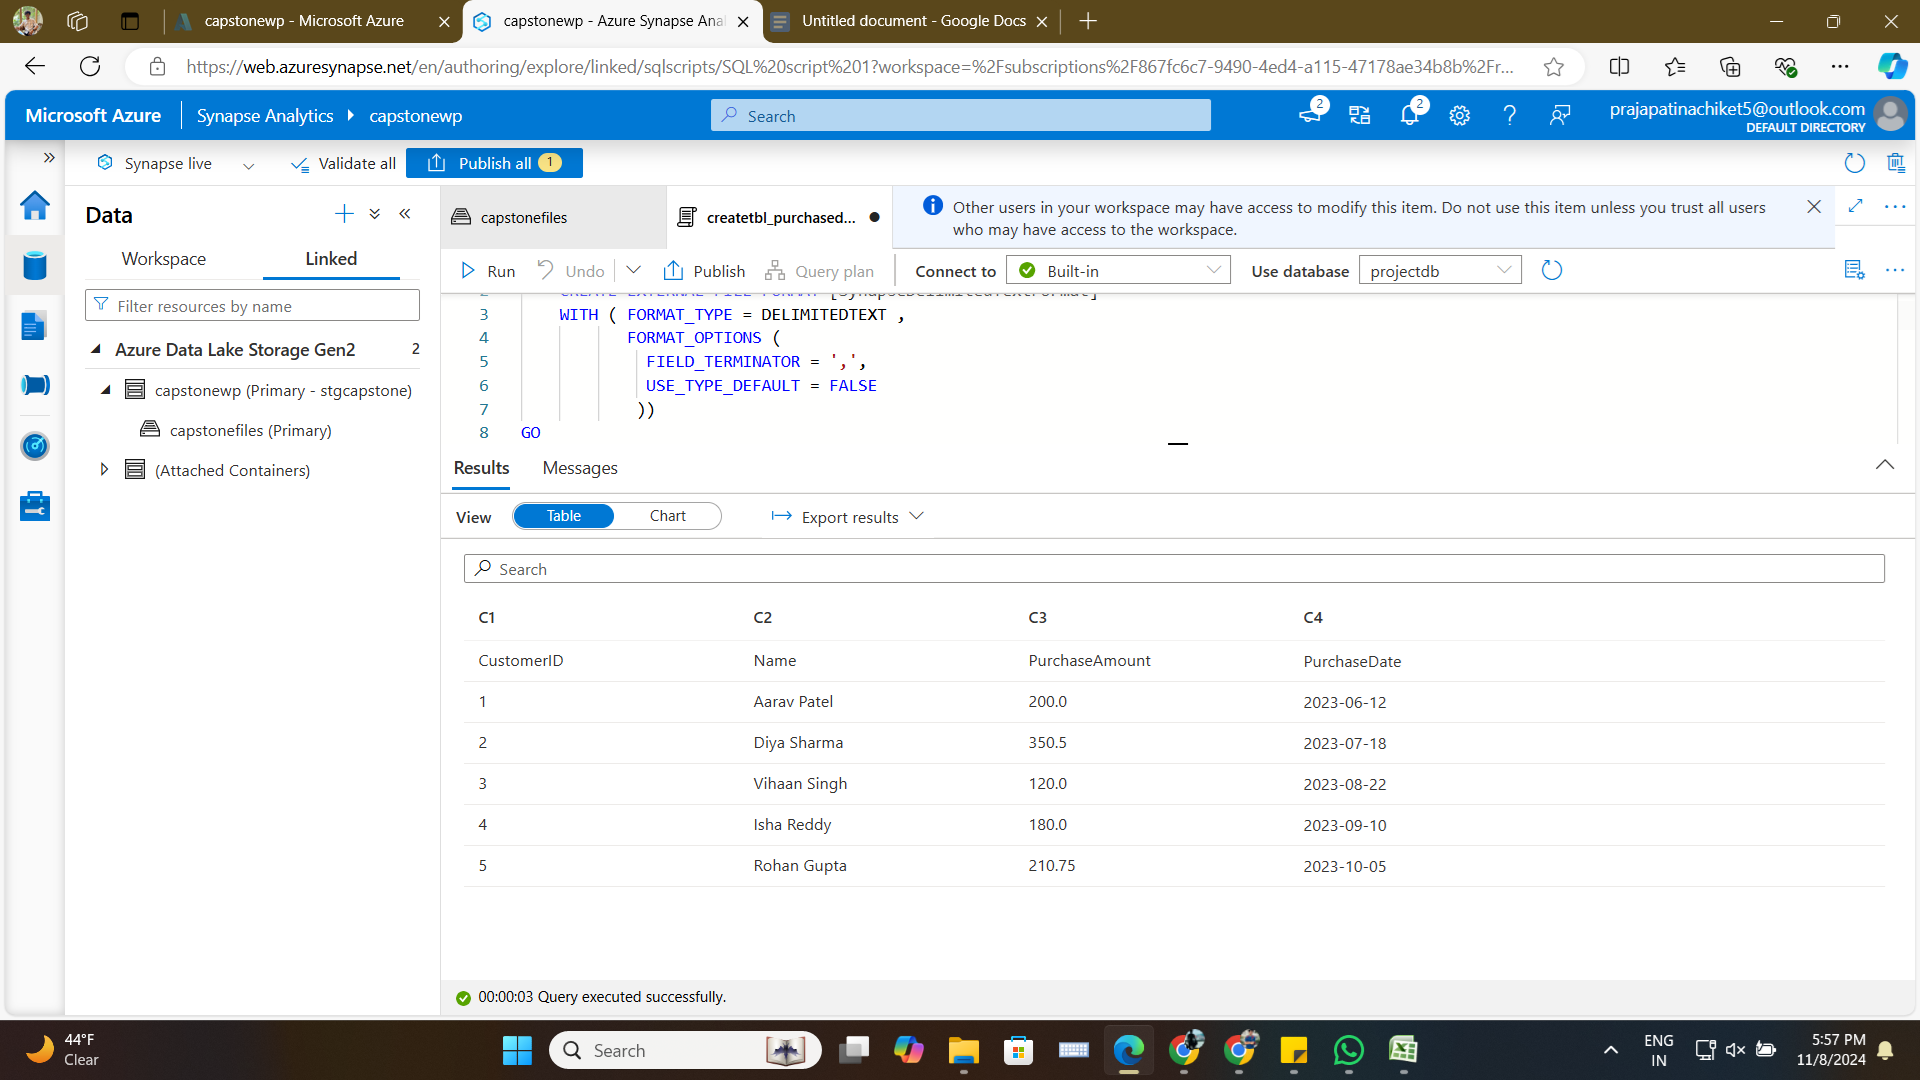 capstonewp - Microsoft Azure
capstonewp - Azure Synapse Anal
Untitled document - Google Docs
https://web.azuresynapse.net/en/authoring/explore/linked/sqlscripts/SQL%20script%201?workspace=%2Fsubscriptions%2F867fc6c7-9490-4ed4-a115-47178ae34b8b%2Fr...
Microsoft Azure
Synapse Analytics
capstonewp
Search
2
2
prajapatinachiket5@outlook.com
DEFAULT DIRECTORY
Synapse live
Validate all
Publish all 1
Data
Workspace
Linked
Filter resources by name
Azure Data Lake Storage Gen2 2
capstonewp (Primary - stgcapstone)
capstonefiles (Primary)
(Attached Containers)
capstonefiles
createtbl_purchased...
Other users in your workspace may have access to modify this item. Do not use this item unless you trust all users
who may have access to the workspace.
Run
Undo
Publish
Query plan
Connect to
Built-in
Use database
projectdb
2 CREATE EXTERNAL FILE FORMAT [SynapseDelimitedTextFormat]
3 WITH ( FORMAT_TYPE = DELIMITEDTEXT ,
4 FORMAT_OPTIONS (
5 FIELD_TERMINATOR = ',',
6 USE_TYPE_DEFAULT = FALSE
7 ))
8 GO
Results
Messages
View
Table
Chart
Export results
Search
C1 C2 C3 C4
CustomerID Name PurchaseAmount PurchaseDate
1 Aarav Patel 200.0 2023-06-12
2 Diya Sharma 350.5 2023-07-18
3 Vihaan Singh 120.0 2023-08-22
4 Isha Reddy 180.0 2023-09-10
5 Rohan Gupta 210.75 2023-10-05
00:00:03 Query executed successfully.
44°F
Clear
Search
ENG
IN
5:57 PM
11/8/2024